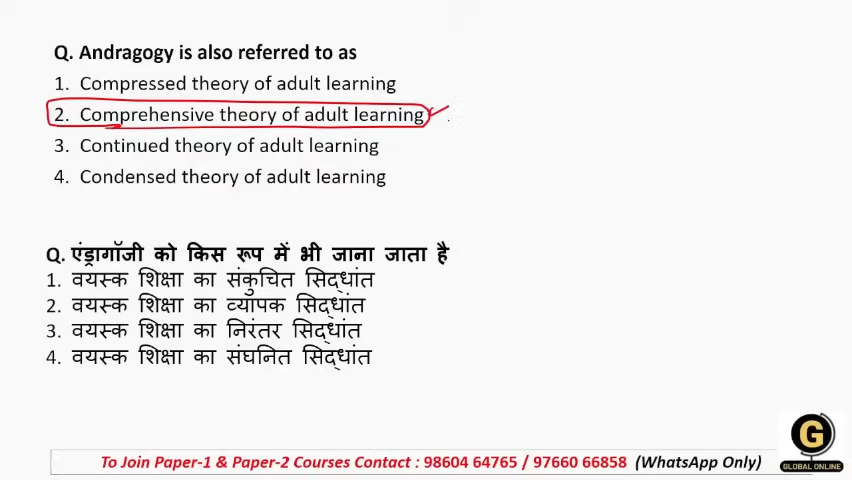 Q. Andragogy is also referred to as
1. Compressed theory of adult learning
2. Comprehensive theory of adult learning
3. Continued theory of adult learning
4. Condensed theory of adult learning
Q. एंड्रागॉजी को किस रूप में भी जाना जाता है
1. वयस्क शिक्षा का संकुचित सिद्धांत
2. वयस्क शिक्षा का व्यापक सिद्धांत
3. वयस्क शिक्षा का निरंतर सिद्धांत
4. वयस्क शिक्षा का संघनित सिद्धांत
G
GLOBAL ONLINE
To Join Paper-1 & Paper-2 Courses Contact : 98604 64765 / 97660 66858 (WhatsApp Only)